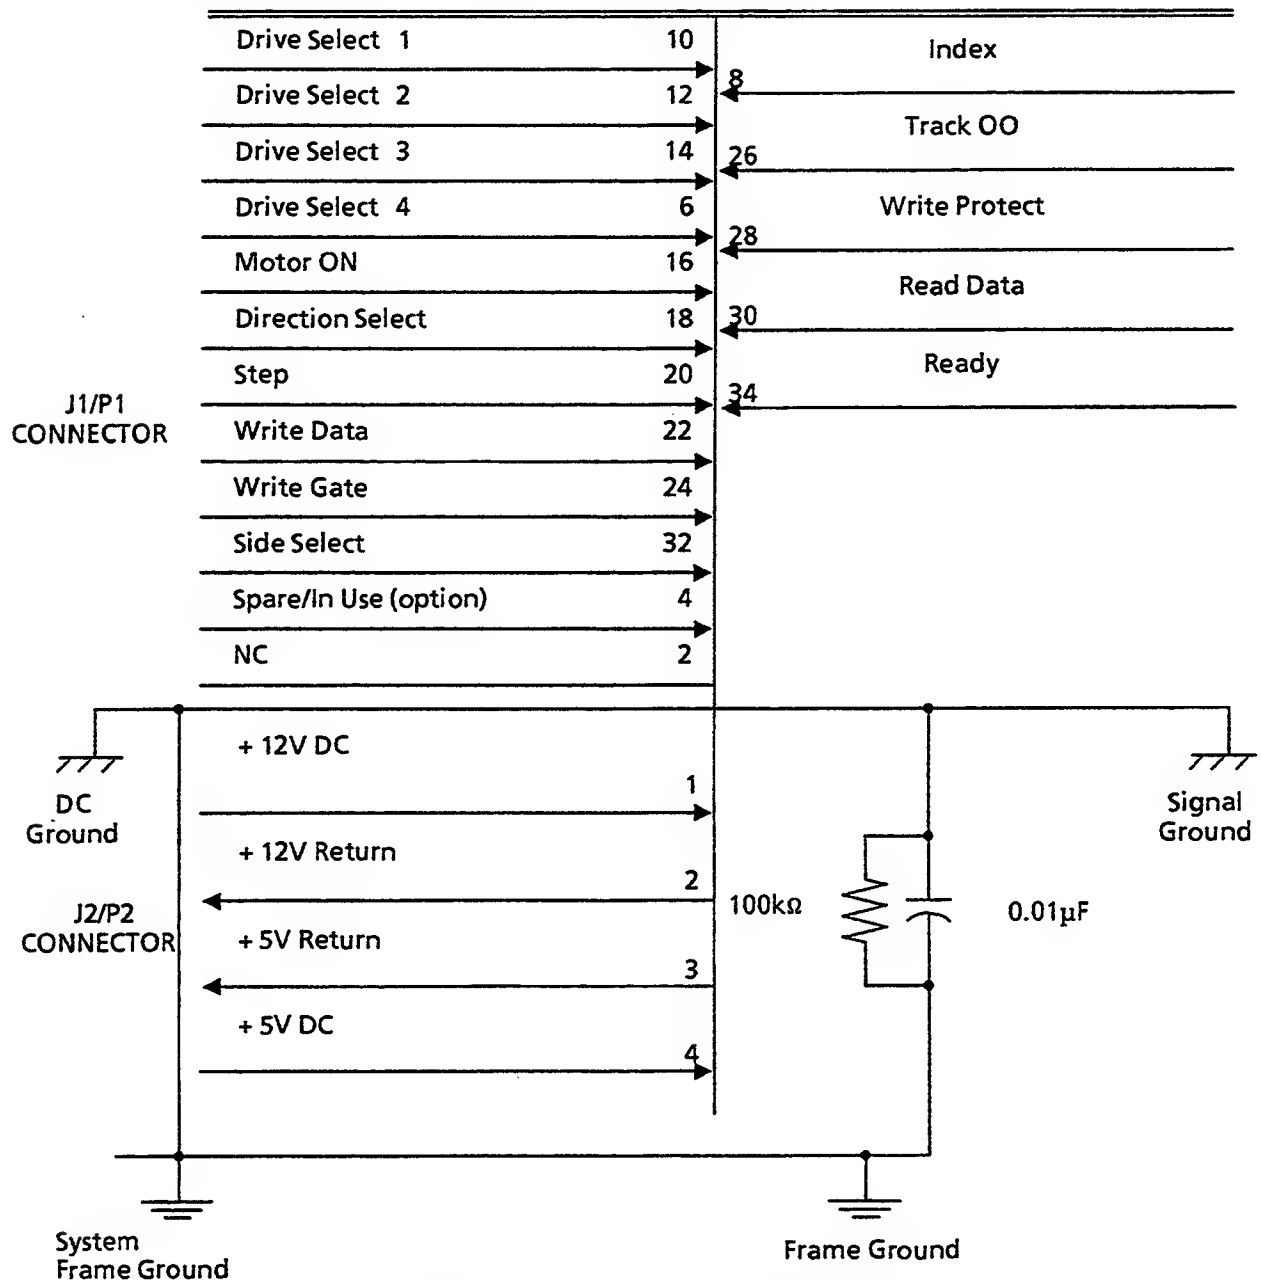 Drive Select 1 10
Index
8
Drive Select 2 12
Track OO
Drive Select 3 14
26
Drive Select 4 6
Write Protect
28
Motor ON 16
Read Data
Direction Select 18
30
Step 20
Ready
34
J1/P1
CONNECTOR
Write Data 22
Write Gate 24
Side Select 32
Spare/In Use (option) 4
NC 2
+ 12V DC
1
DC
Ground
Signal
Ground
+ 12V Return
2
100kΩ
0.01µF
J2/P2
CONNECTOR
+ 5V Return
3
+ 5V DC
4
System
Frame Ground
Frame Ground